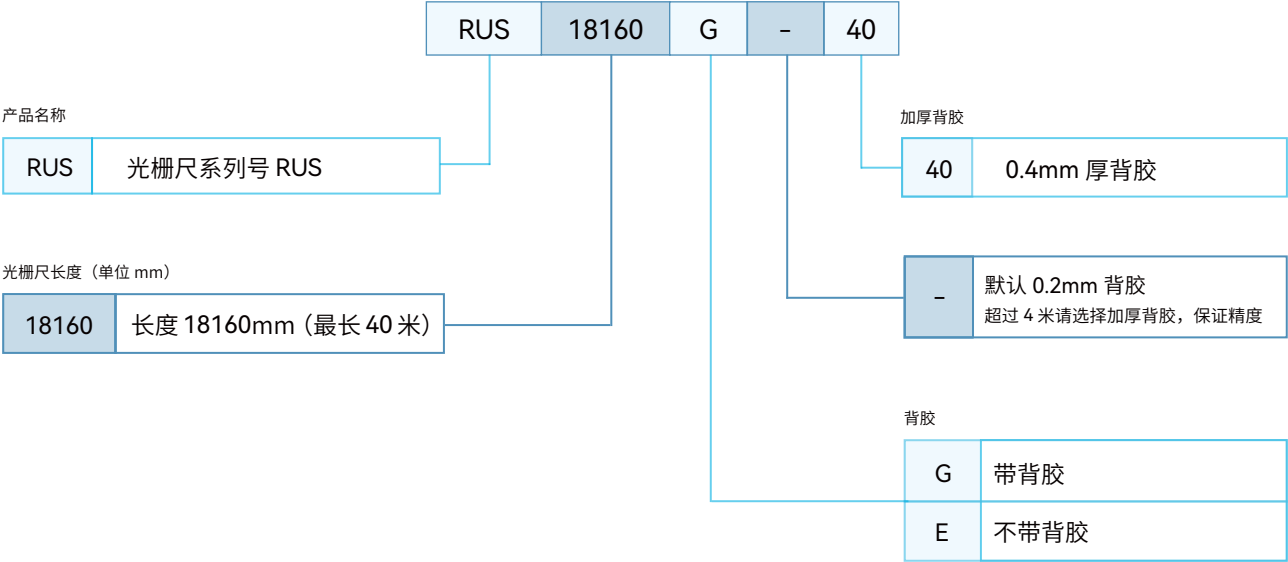 RUS 18160 G - 40
产品名称
RUS 光栅尺系列号 RUS
光栅尺长度（单位 mm）
18160 长度 18160mm（最长 40 米）
加厚背胶
40 0.4mm 厚背胶
- 默认 0.2mm 背胶
超过 4 米请选择加厚背胶，保证精度
背胶
G 带背胶
E 不带背胶